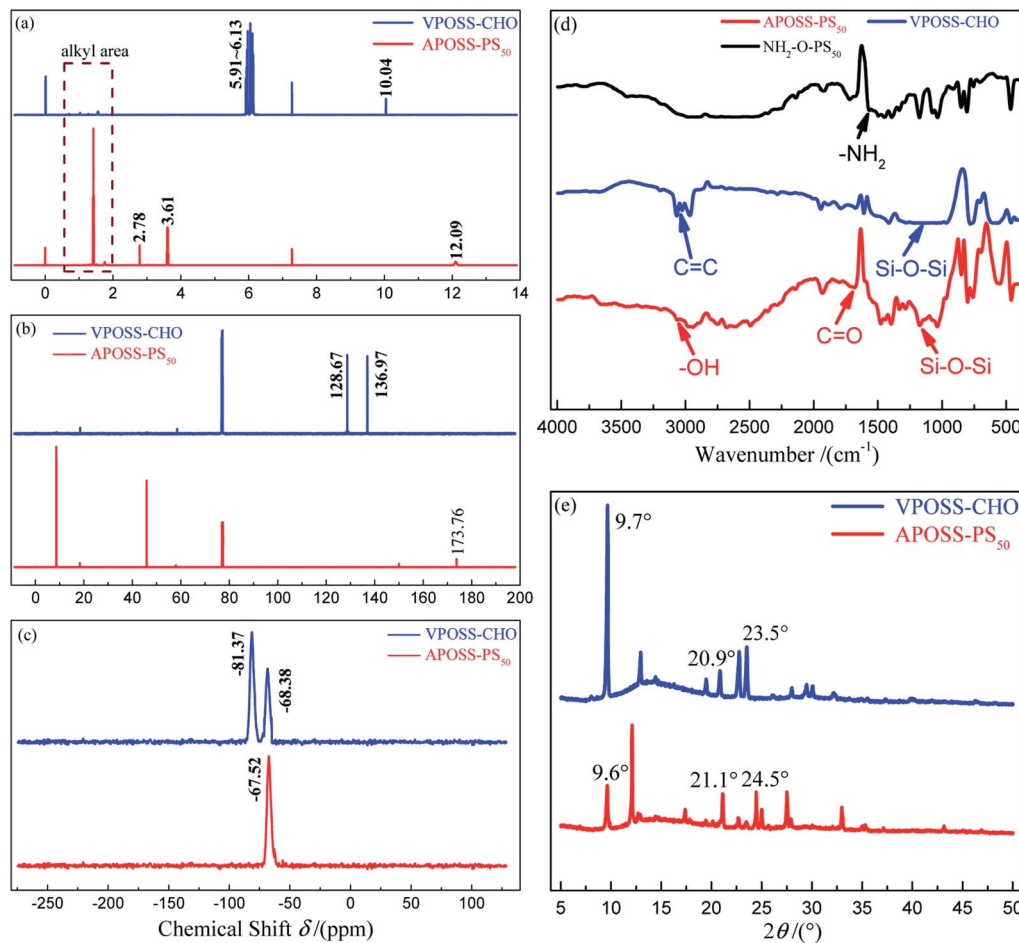 (a)
VPOSS-CHO
APOSS-PS50
alkyl area
5.91~6.13
10.04
2.78
3.61
12.09
0 2 4 6 8 10 12 14
(b)
VPOSS-CHO
APOSS-PS50
128.67
136.97
173.76
0 20 40 60 80 100 120 140 160 180 200
(c)
VPOSS-CHO
APOSS-PS50
-81.37
-68.38
-67.52
-250 -200 -150 -100 -50 0 50 100
Chemical Shift δ /(ppm)
(d)
APOSS-PS50 VPOSS-CHO
NH2-O-PS50
-NH2
C=C
Si-O-Si
C=O
-OH
Si-O-Si
4000 3500 3000 2500 2000 1500 1000 500
Wavenumber /(cm-1)
(e)
VPOSS-CHO
APOSS-PS50
9.7°
20.9°
23.5°
9.6°
21.1°
24.5°
5 10 15 20 25 30 35 40 45 50
2θ /(°)